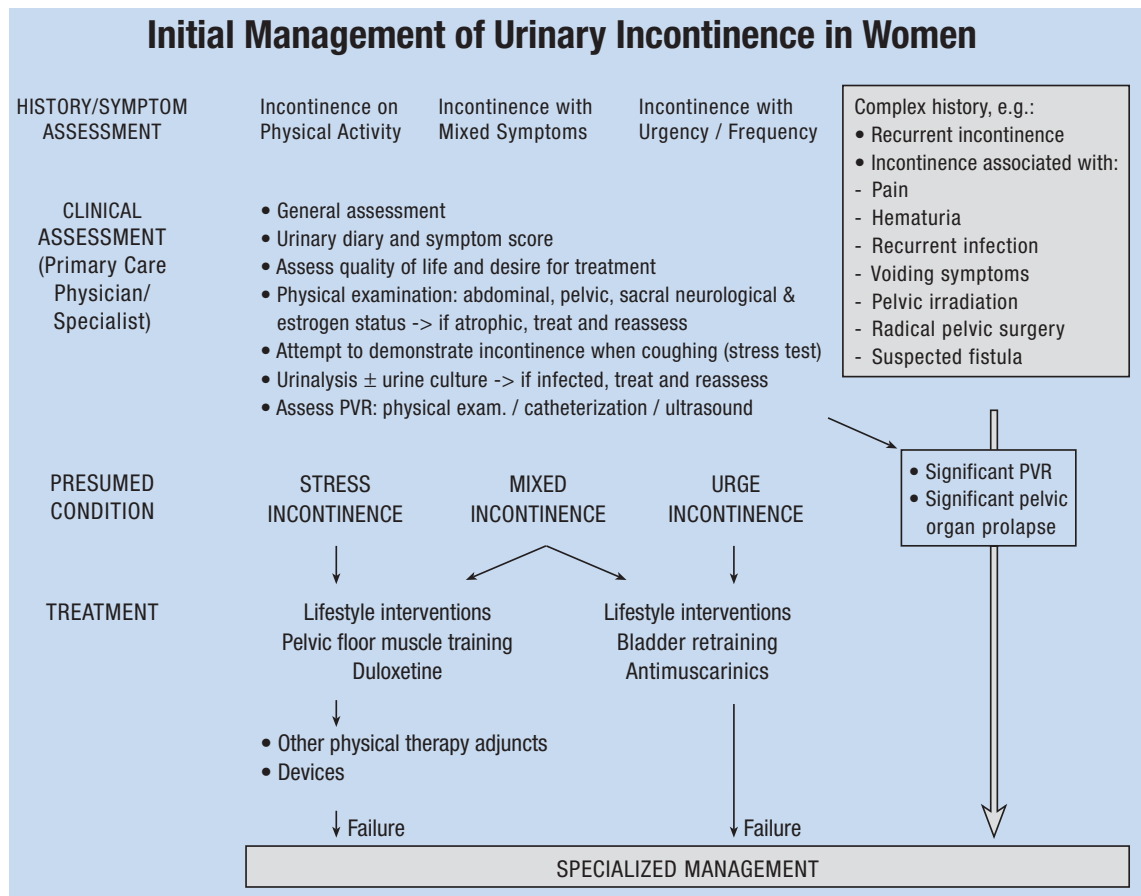 Initial Management of Urinary Incontinence in Women
HISTORY/SYMPTOM
ASSESSMENT
Incontinence on
Physical Activity
Incontinence with
Mixed Symptoms
Incontinence with
Urgency / Frequency
Complex history, e.g.:
• Recurrent incontinence
• Incontinence associated with:
- Pain
- Hematuria
- Recurrent infection
- Voiding symptoms
- Pelvic irradiation
- Radical pelvic surgery
- Suspected fistula
CLINICAL
ASSESSMENT
(Primary Care
Physician/
Specialist)
• General assessment
• Urinary diary and symptom score
• Assess quality of life and desire for treatment
• Physical examination: abdominal, pelvic, sacral neurological &
estrogen status -> if atrophic, treat and reassess
• Attempt to demonstrate incontinence when coughing (stress test)
• Urinalysis ± urine culture -> if infected, treat and reassess
• Assess PVR: physical exam. / catheterization / ultrasound
• Significant PVR
• Significant pelvic
organ prolapse
PRESUMED
CONDITION
STRESS
INCONTINENCE
MIXED
INCONTINENCE
URGE
INCONTINENCE
TREATMENT
Lifestyle interventions
Pelvic floor muscle training
Duloxetine
Lifestyle interventions
Bladder retraining
Antimuscarinics
• Other physical therapy adjuncts
• Devices
Failure
Failure
SPECIALIZED MANAGEMENT